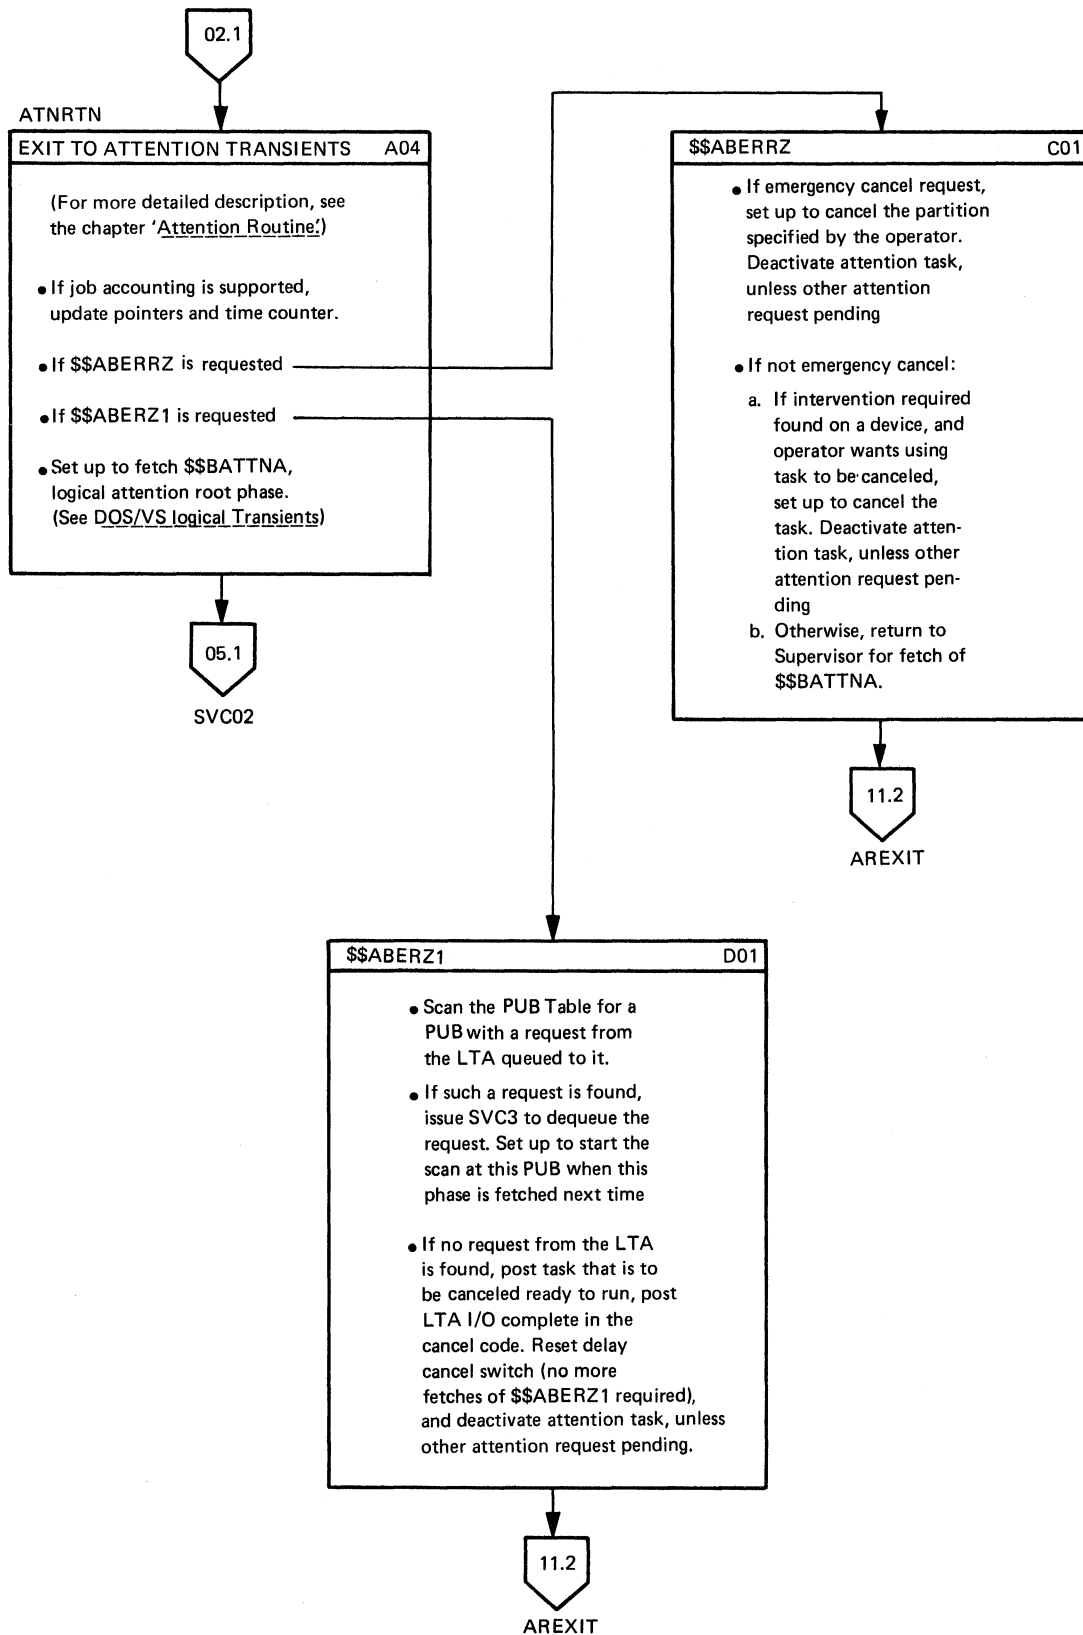 02.1
ATNRTN
EXIT TO ATTENTION TRANSIENTS A04
(For more detailed description, see
the chapter 'Attention Routine'.)
• If job accounting is supported,
update pointers and time counter.
• If $$ABERRZ is requested
• If $$ABERZ1 is requested
• Set up to fetch $$BATTNA,
logical attention root phase.
(See DOS/VS logical Transients)
05.1
SVC02
$$ABERRZ C01
• If emergency cancel request,
set up to cancel the partition
specified by the operator.
Deactivate attention task,
unless other attention
request pending
• If not emergency cancel:
a. If intervention required
found on a device, and
operator wants using
task to be canceled,
set up to cancel the
task. Deactivate atten-
tion task, unless other
attention request pen-
ding
b. Otherwise, return to
Supervisor for fetch of
$$BATTNA.
11.2
AREXIT
$$ABERZ1 D01
• Scan the PUB Table for a
PUB with a request from
the LTA queued to it.
• If such a request is found,
issue SVC3 to dequeue the
request. Set up to start the
scan at this PUB when this
phase is fetched next time
• If no request from the LTA
is found, post task that is to
be canceled ready to run, post
LTA I/O complete in the
cancel code. Reset delay
cancel switch (no more
fetches of $$ABERZ1 required),
and deactivate attention task, unless
other attention request pending.
11.2
AREXIT